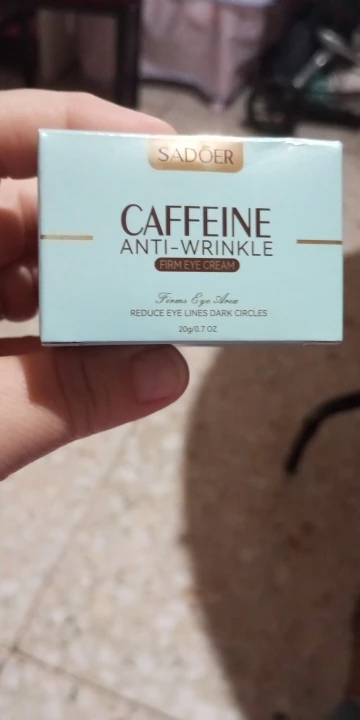 SADOER
CAFFEINE
ANTI-WRINKLE
FIRM EYE CREAM
Firms Eye Area
REDUCE EYE LINES DARK CIRCLES
20g/0.7 OZ.